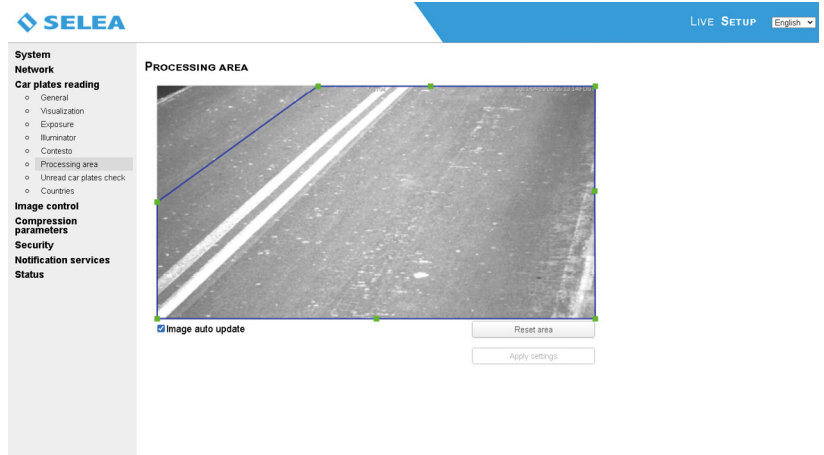 SELEA
LIVE SETUP English
System
Network
Car plates reading
General
Visualization
Exposure
Illuminator
Contesto
Processing area
Unread car plates check
Countries
Image control
Compression
parameters
Security
Notification services
Status
PROCESSING AREA
Image auto update
Reset area
Apply settings